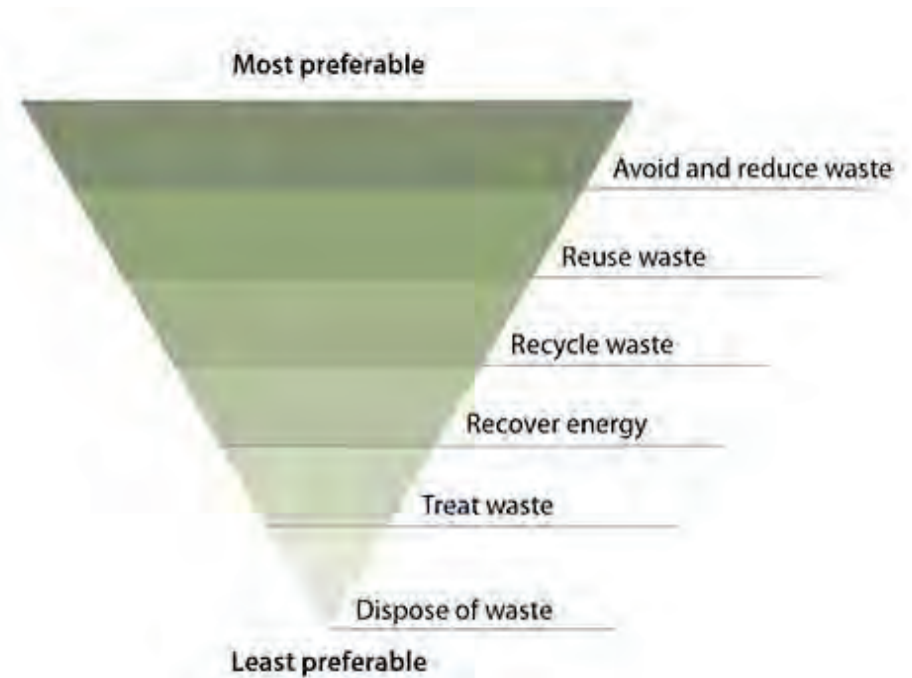 Most preferable
Avoid and reduce waste
Reuse waste
Recycle waste
Recover energy
Treat waste
Dispose of waste
Least preferable